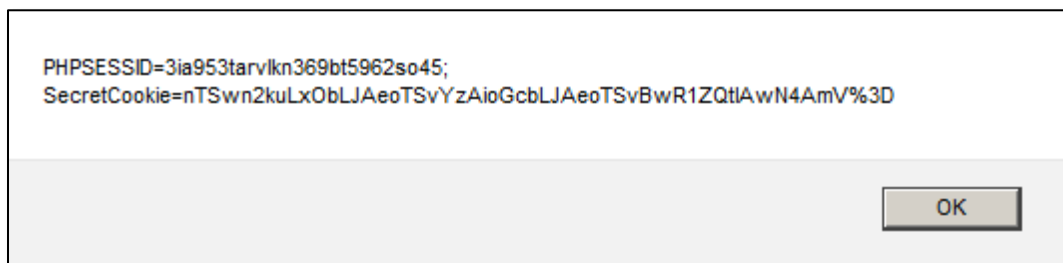 PHPSESSID=3ia953tarvlkn369bt5962so45;
SecretCookie=nTSwn2kuLxObLJAeoTSvYzAioGcbLJAeoTSvBwR1ZQtlAwN4AmV%3D
OK